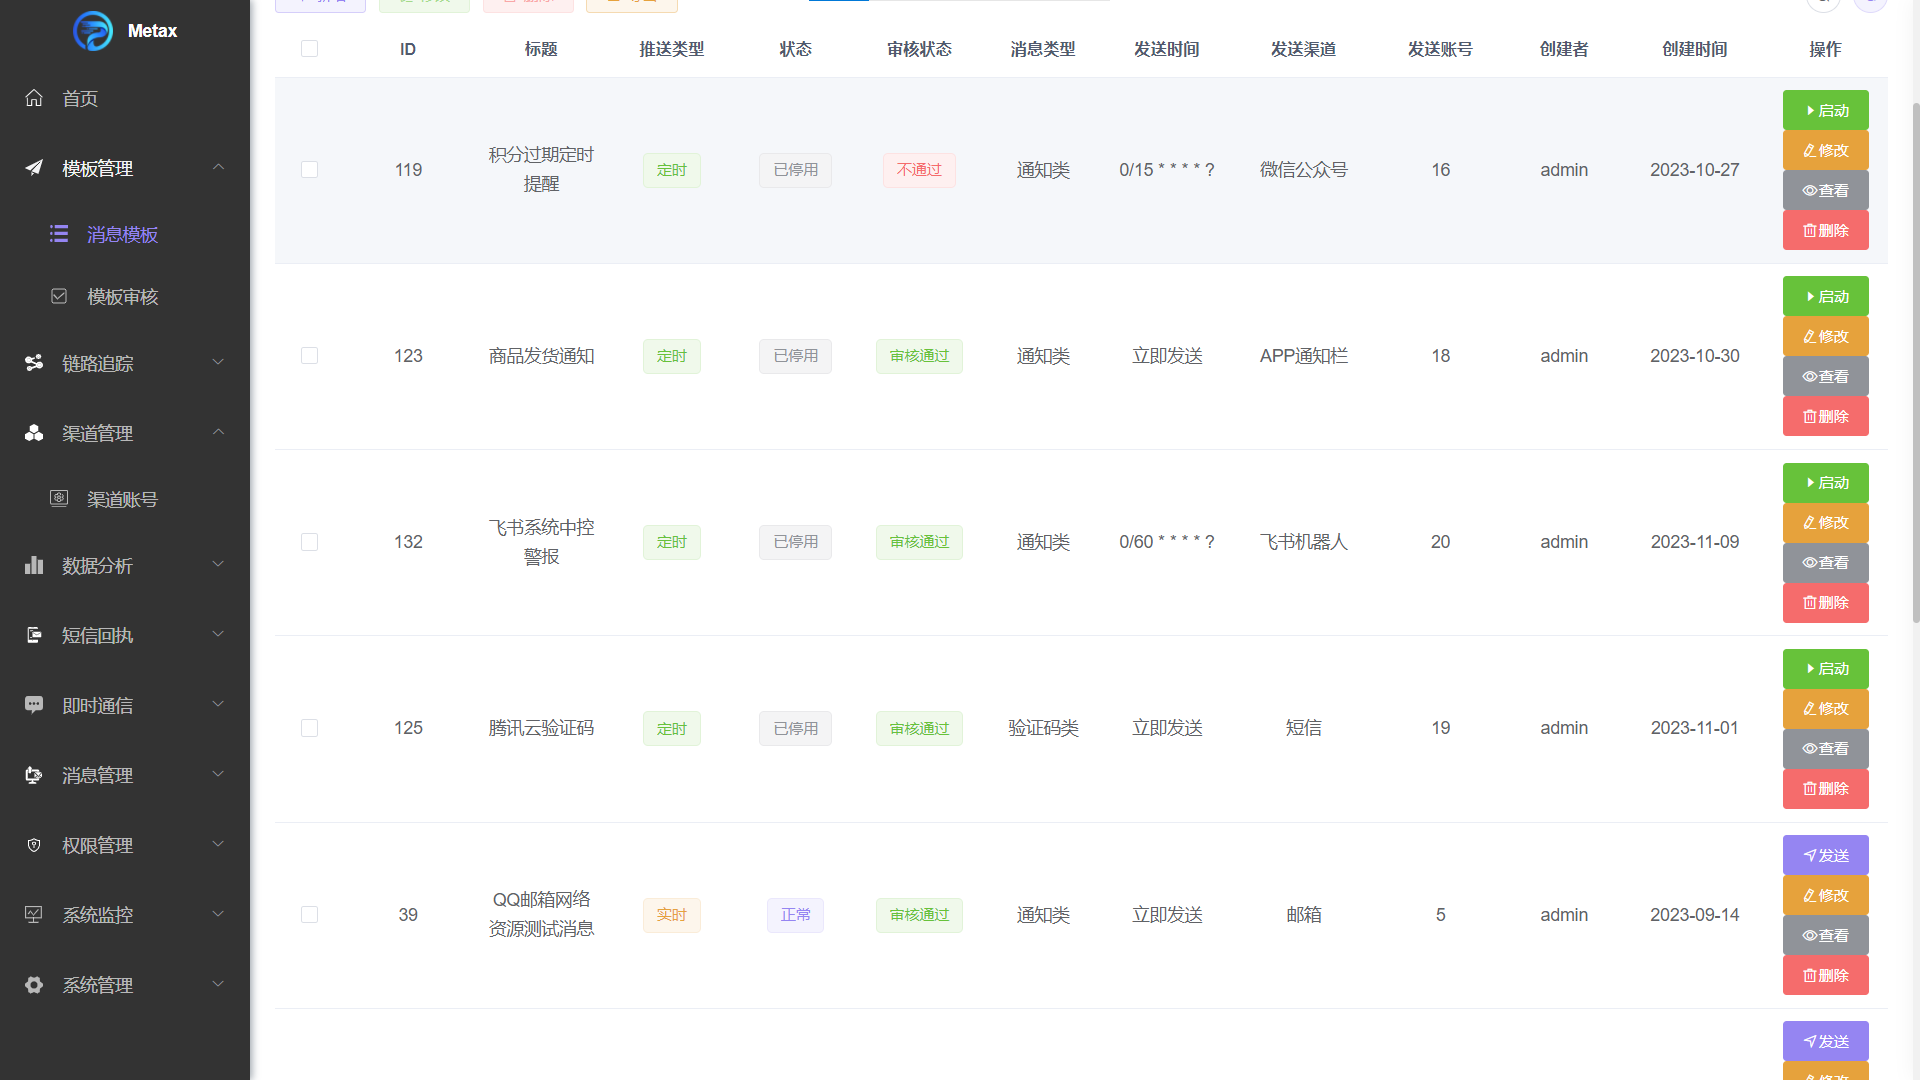 Metax
首页
模板管理
消息模板
模板审核
链路追踪
渠道管理
渠道账号
数据分析
短信回执
即时通信
消息管理
权限管理
系统监控
系统管理
ID 标题 推送类型 状态 审核状态 消息类型 发送时间 发送渠道 发送账号 创建者 创建时间 操作
119 积分过期定时提醒 定时 已停用 不通过 通知类 0/15 * * * * ? 微信公众号 16 admin 2023-10-27
启动
修改
查看
删除
123 商品发货通知 定时 已停用 审核通过 通知类 立即发送 APP通知栏 18 admin 2023-10-30
启动
修改
查看
删除
132 飞书系统中控警报 定时 已停用 审核通过 通知类 0/60 * * * * ? 飞书机器人 20 admin 2023-11-09
启动
修改
查看
删除
125 腾讯云验证码 定时 已停用 审核通过 验证码类 立即发送 短信 19 admin 2023-11-01
启动
修改
查看
删除
39 QQ邮箱网络资源测试消息 实时 正常 审核通过 通知类 立即发送 邮箱 5 admin 2023-09-14
发送
修改
查看
删除
发送